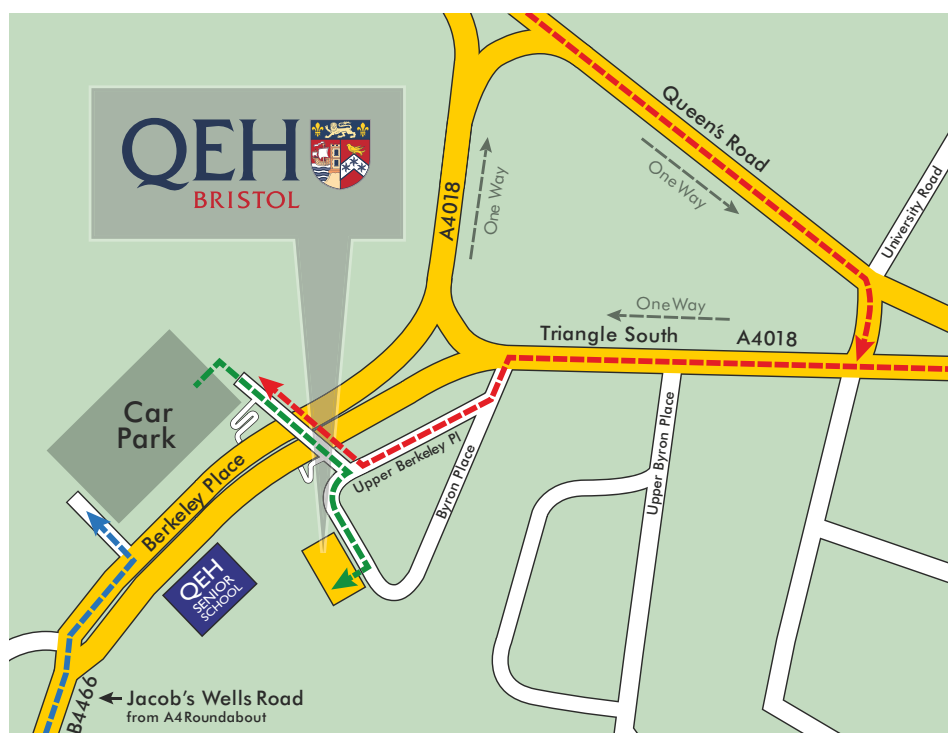 QEH
BRISTOL
Queen's Road
One Way
University Road
A4018
One Way
One Way
Triangle South
A4018
Car
Park
Upper Berkeley Pl
Byron Place
Upper Byron Place
Berkeley Place
QEH
SENIOR
SCHOOL
B4466
Jacob's Wells Road
from A4 Roundabout